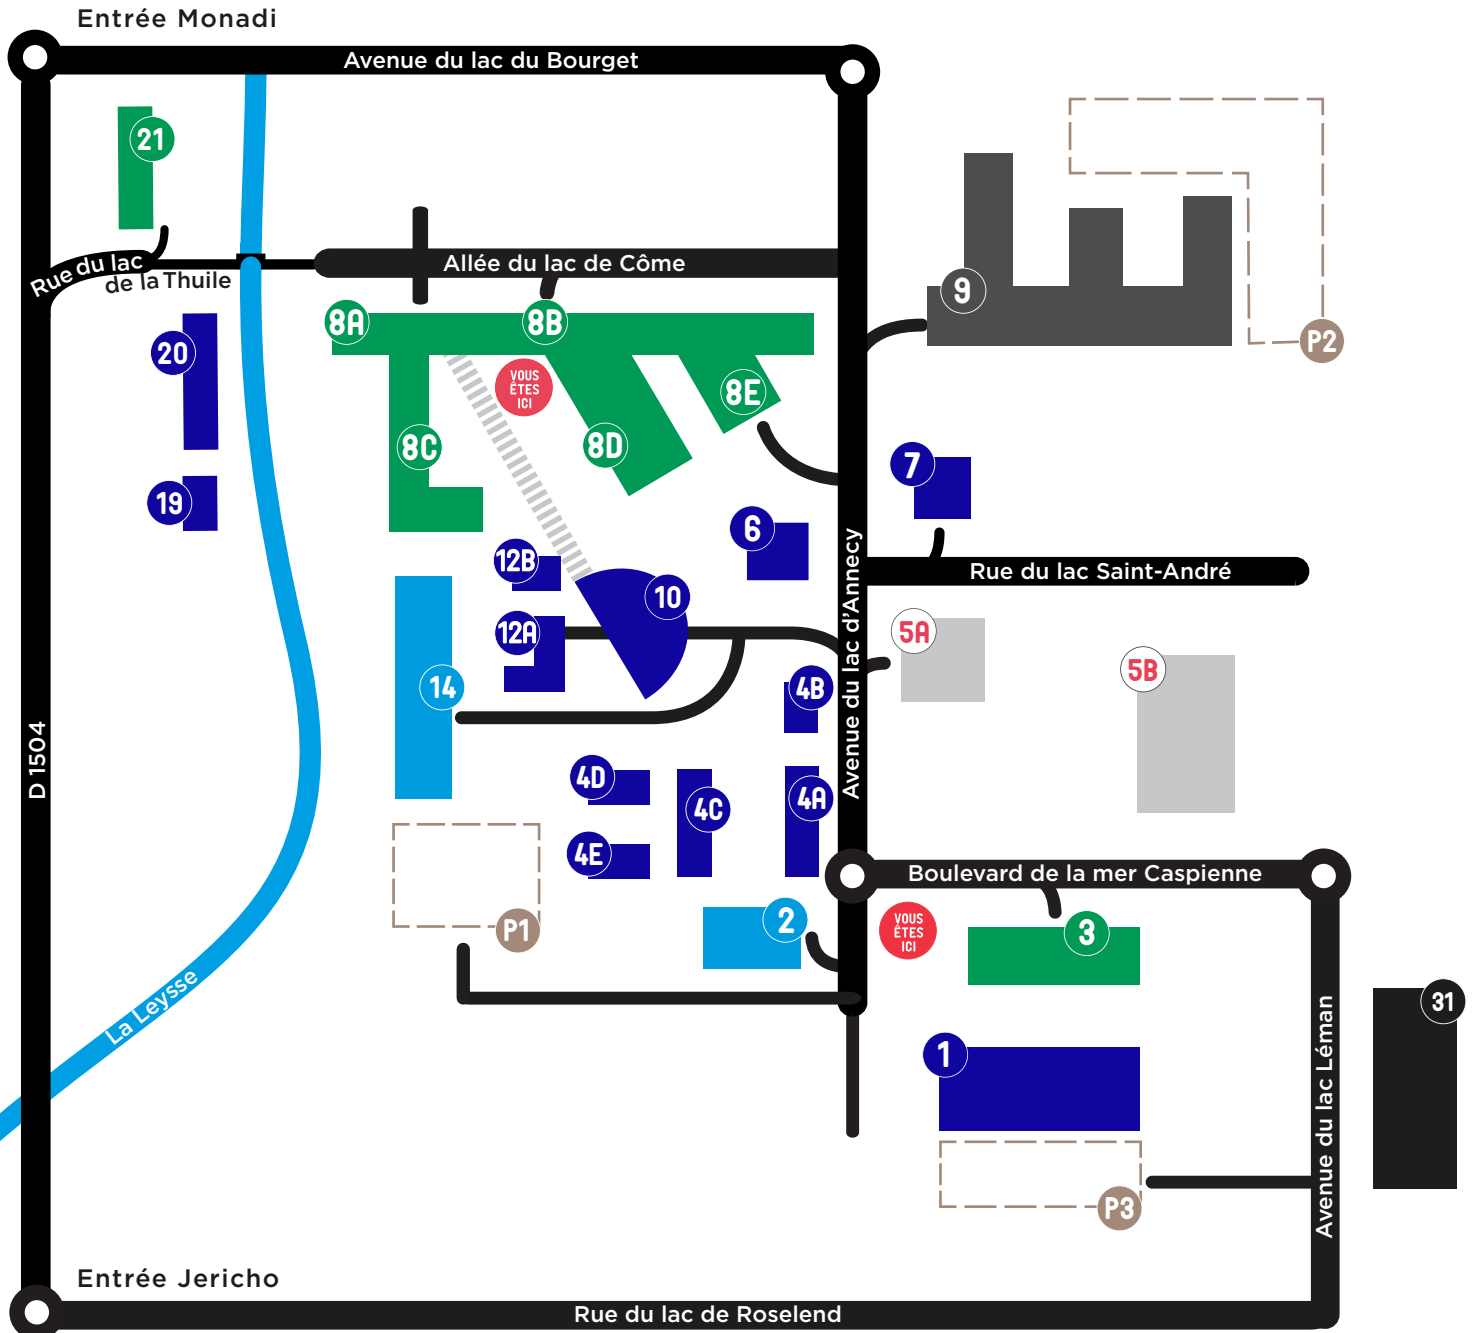 Entrée Monadi
Avenue du lac du Bourget
21
Rue du lac
de la Thuile
Allée du lac de Côme
9
P2
8A
8B
20
VOUS
ÊTES
ICI
8E
8C
8D
7
19
6
12B
Rue du lac Saint-André
10
12A
5A
5B
14
4B
Avenue du lac d'Annecy
D 1504
4D
4A
4C
4E
Boulevard de la mer Caspienne
2
VOUS
ÊTES
ICI
3
P1
La Leysse
31
1
Avenue du lac Léman
P3
Entrée Jericho
Rue du lac de Roselend